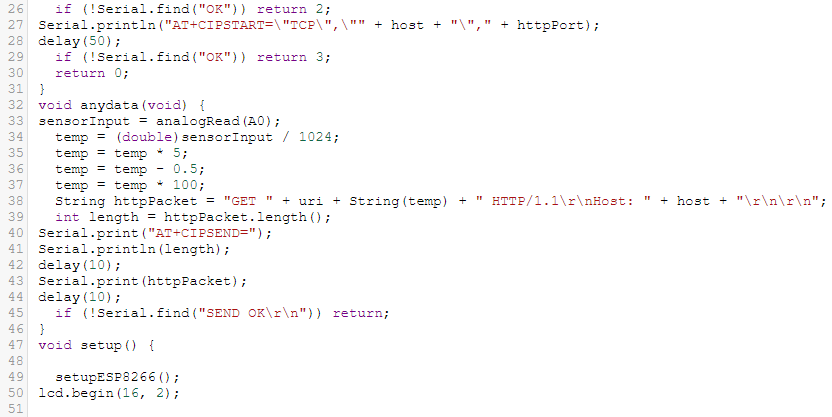 26 if (!Serial.find("OK")) return 2;
27 Serial.println("AT+CIPSTART=\"TCP\",\"" + host + "\"," + httpPort);
28 delay(50);
29 if (!Serial.find("OK")) return 3;
30 return 0;
31 }
32 void anydata(void) {
33 sensorInput = analogRead(A0);
34 temp = (double)sensorInput / 1024;
35 temp = temp * 5;
36 temp = temp - 0.5;
37 temp = temp * 100;
38 String httpPacket = "GET " + uri + String(temp) + " HTTP/1.1\r\nHost: " + host + "\r\n\r\n";
39 int length = httpPacket.length();
40 Serial.print("AT+CIPSEND=");
41 Serial.println(length);
42 delay(10);
43 Serial.print(httpPacket);
44 delay(10);
45 if (!Serial.find("SEND OK\r\n")) return;
46 }
47 void setup() {
48
49 setupESP8266();
50 lcd.begin(16, 2);
51